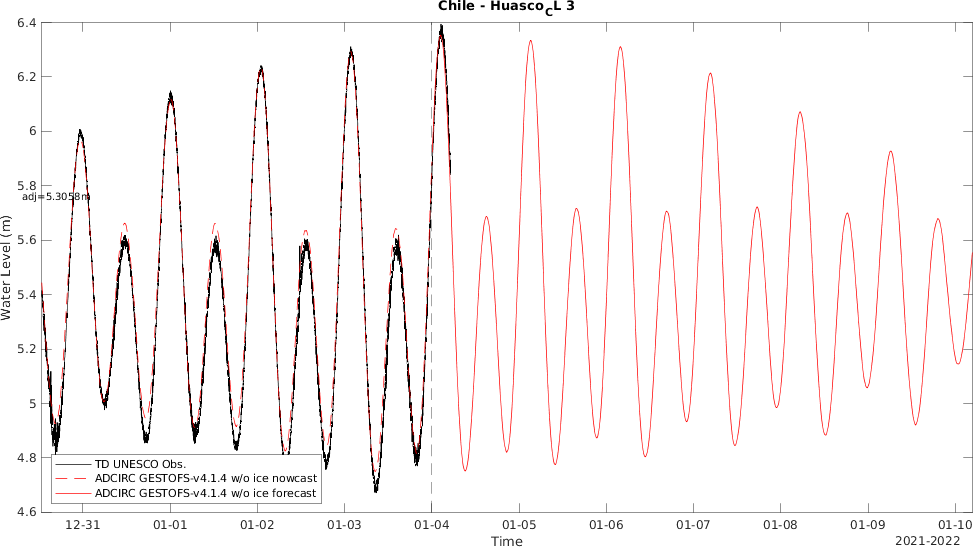 Chile - HuascoCL 3
6.4
6.2
6
5.8
adj=5.3058m
5.6
5.4
5.2
5
4.8
4.6
Water Level (m)
TD UNESCO Obs.
ADCIRC GESTOFS-v4.1.4 w/o ice nowcast
ADCIRC GESTOFS-v4.1.4 w/o ice forecast
12-31 01-01 01-02 01-03 01-04 01-05 01-06 01-07 01-08 01-09 01-10
Time
2021-2022